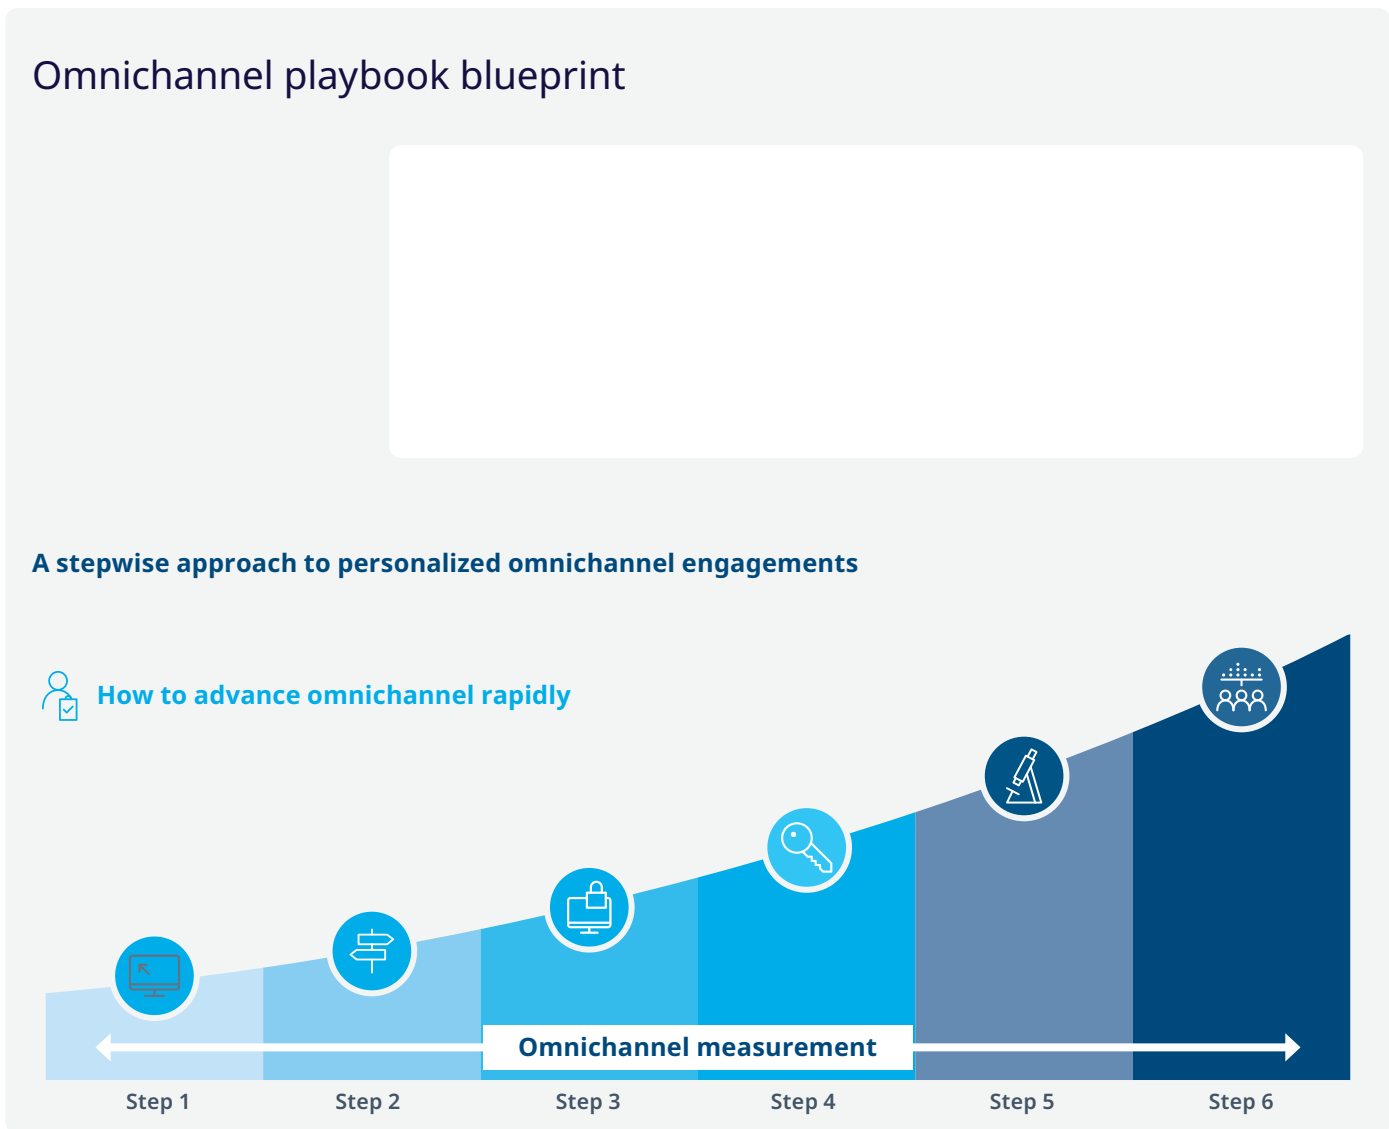 Omnichannel playbook blueprint
A stepwise approach to personalized omnichannel engagements
How to advance omnichannel rapidly
Omnichannel measurement
Step 1
Step 2
Step 3
Step 4
Step 5
Step 6